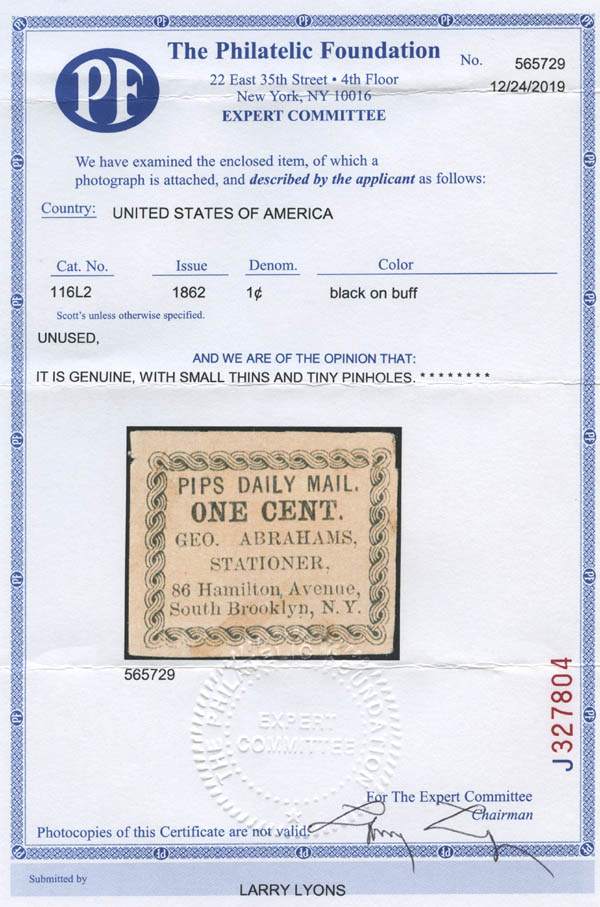 PF
The Philatelic Foundation
22 East 35th Street • 4th Floor
New York, NY 10016
EXPERT COMMITTEE
No. 565729
12/24/2019
We have examined the enclosed item, of which a
photograph is attached, and described by the applicant as follows:
Country: UNITED STATES OF AMERICA
Cat. No. Issue Denom. Color
116L2 1862 1¢ black on buff
Scott's unless otherwise specified.
UNUSED,
AND WE ARE OF THE OPINION THAT:
IT IS GENUINE, WITH SMALL THINS AND TINY PINHOLES. * * * * * * * *
PIPS DAILY MAIL.
ONE CENT.
GEO. ABRAHAMS,
STATIONER,
86 Hamilton Avenue,
South Brooklyn, N. Y.
565729
THE PHILATELIC FOUNDATION
EXPERT
COMMITTEE
J 327804
For The Expert Committee
Chairman
Photocopies of this Certificate are not valid
Submitted by
LARRY LYONS